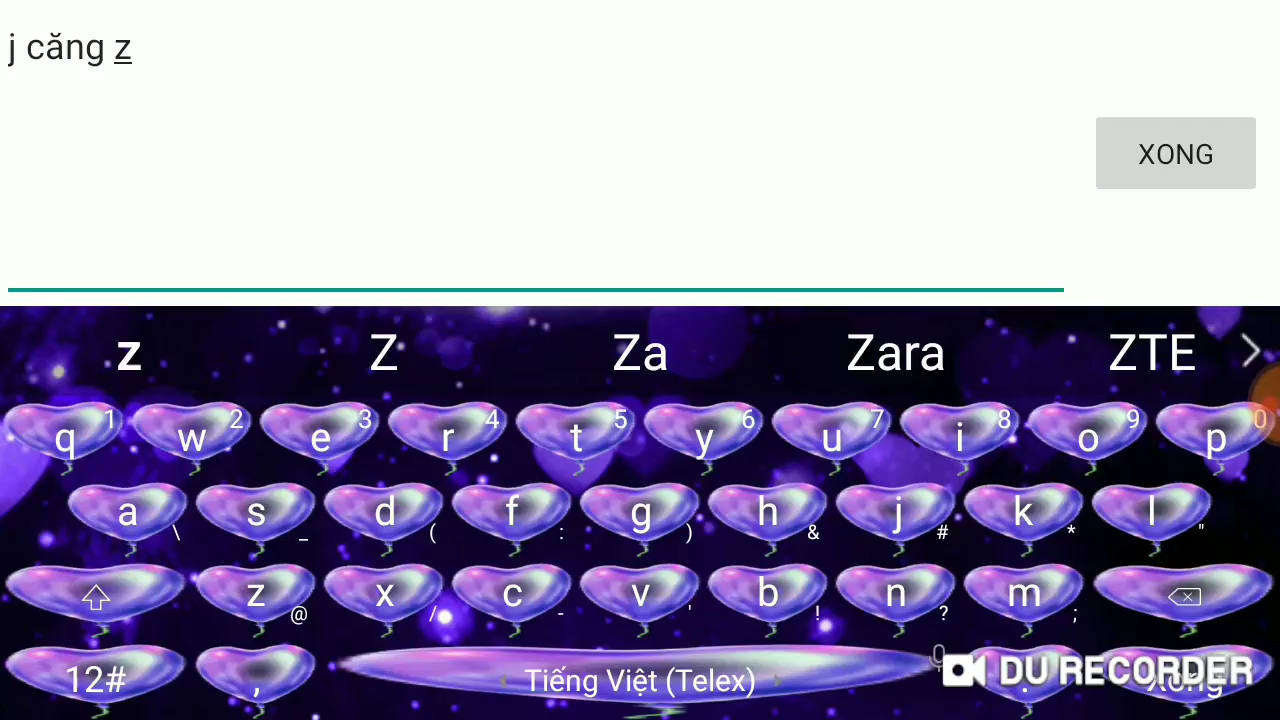 j căng z
XONG
z Z Za Zara ZTE
q 1 w 2 e 3 r 4 t 5 y 6 u 7 i 8 o 9 p 0
a \ s _ d ( f : g ) h & j # k * l "
z @ x / c - v ' b ! n ? m ;
12# , Tiếng Việt (Telex) . Xong
DU RECORDER